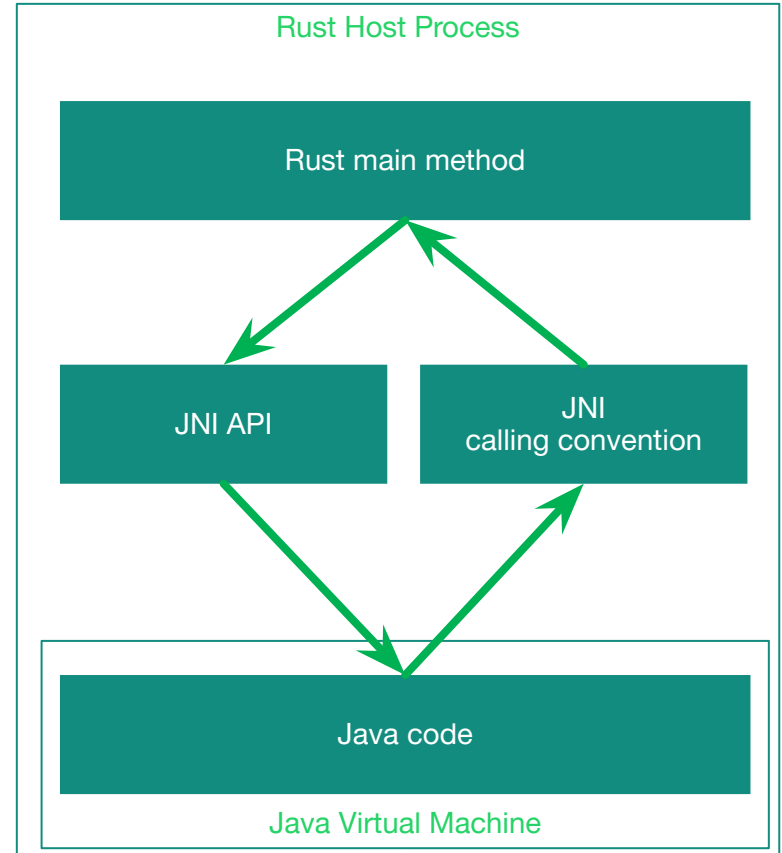 Rust Host Process
Rust main method
JNI API
JNI
calling convention
Java code
Java Virtual Machine